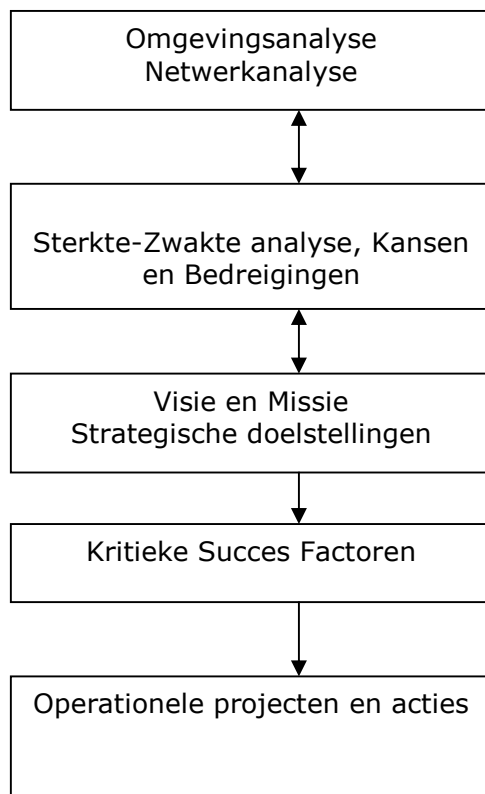 Omgevingsanalyse
Netwerkanalyse
Sterkte-Zwakte analyse, Kansen
en Bedreigingen
Visie en Missie
Strategische doelstellingen
Kritieke Succes Factoren
Operationele projecten en acties